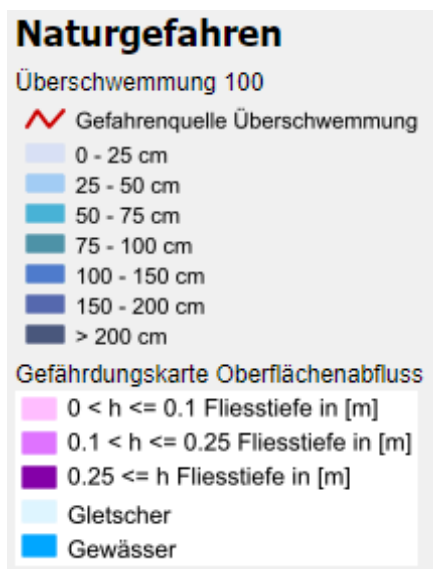 Naturgefahren
Überschwemmung 100
Gefahrenquelle Überschwemmung
0 - 25 cm
25 - 50 cm
50 - 75 cm
75 - 100 cm
100 - 150 cm
150 - 200 cm
> 200 cm
Gefährdungskarte Oberflächenabfluss
0 < h <= 0.1 Fliesstiefe in [m]
0.1 < h <= 0.25 Fliesstiefe in [m]
0.25 <= h Fliesstiefe in [m]
Gletscher
Gewässer